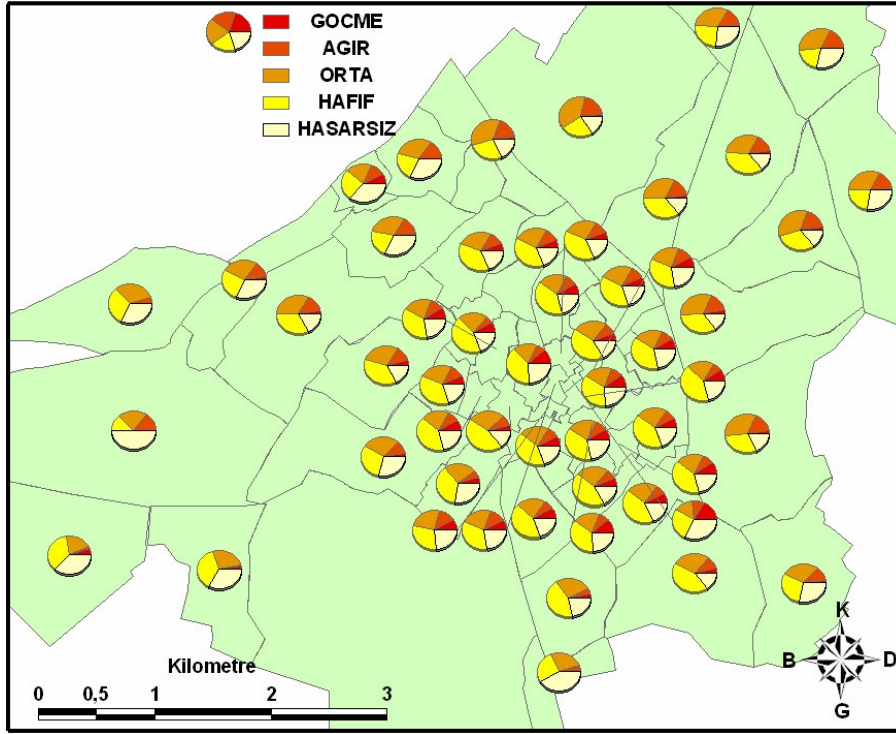 GOCME
AGIR
ORTA
HAFIF
HASARSIZ
K
B D
G
Kilometre
0 0,5 1 2 3